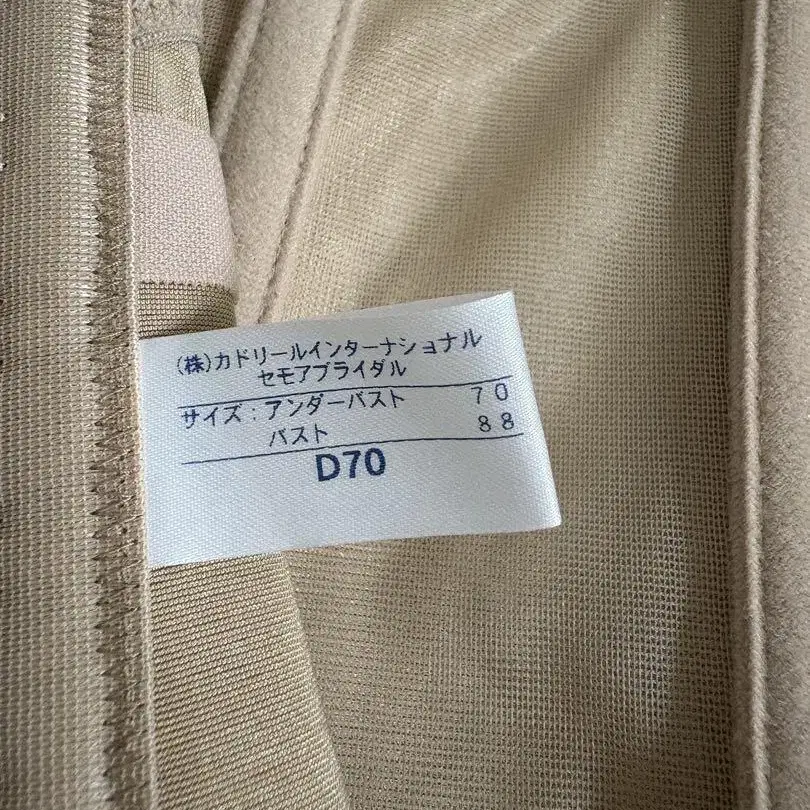 (株)カドリールインターナショナル
セモアブライダル
サイズ：アンダーバスト 70
バスト 88
D70